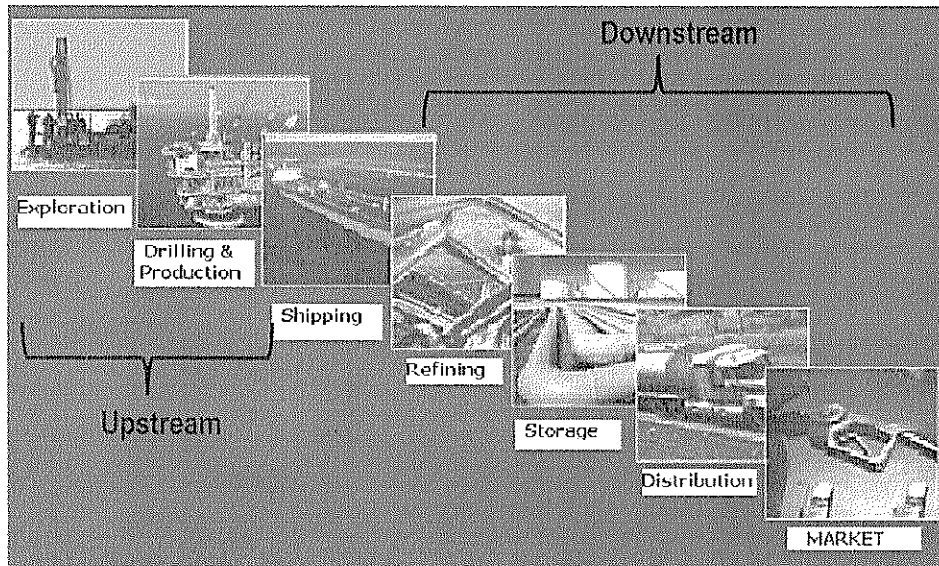 Downstream
Exploration
Drilling &
Production
Shipping
Refining
Upstream
Storage
Distribution
MARKET